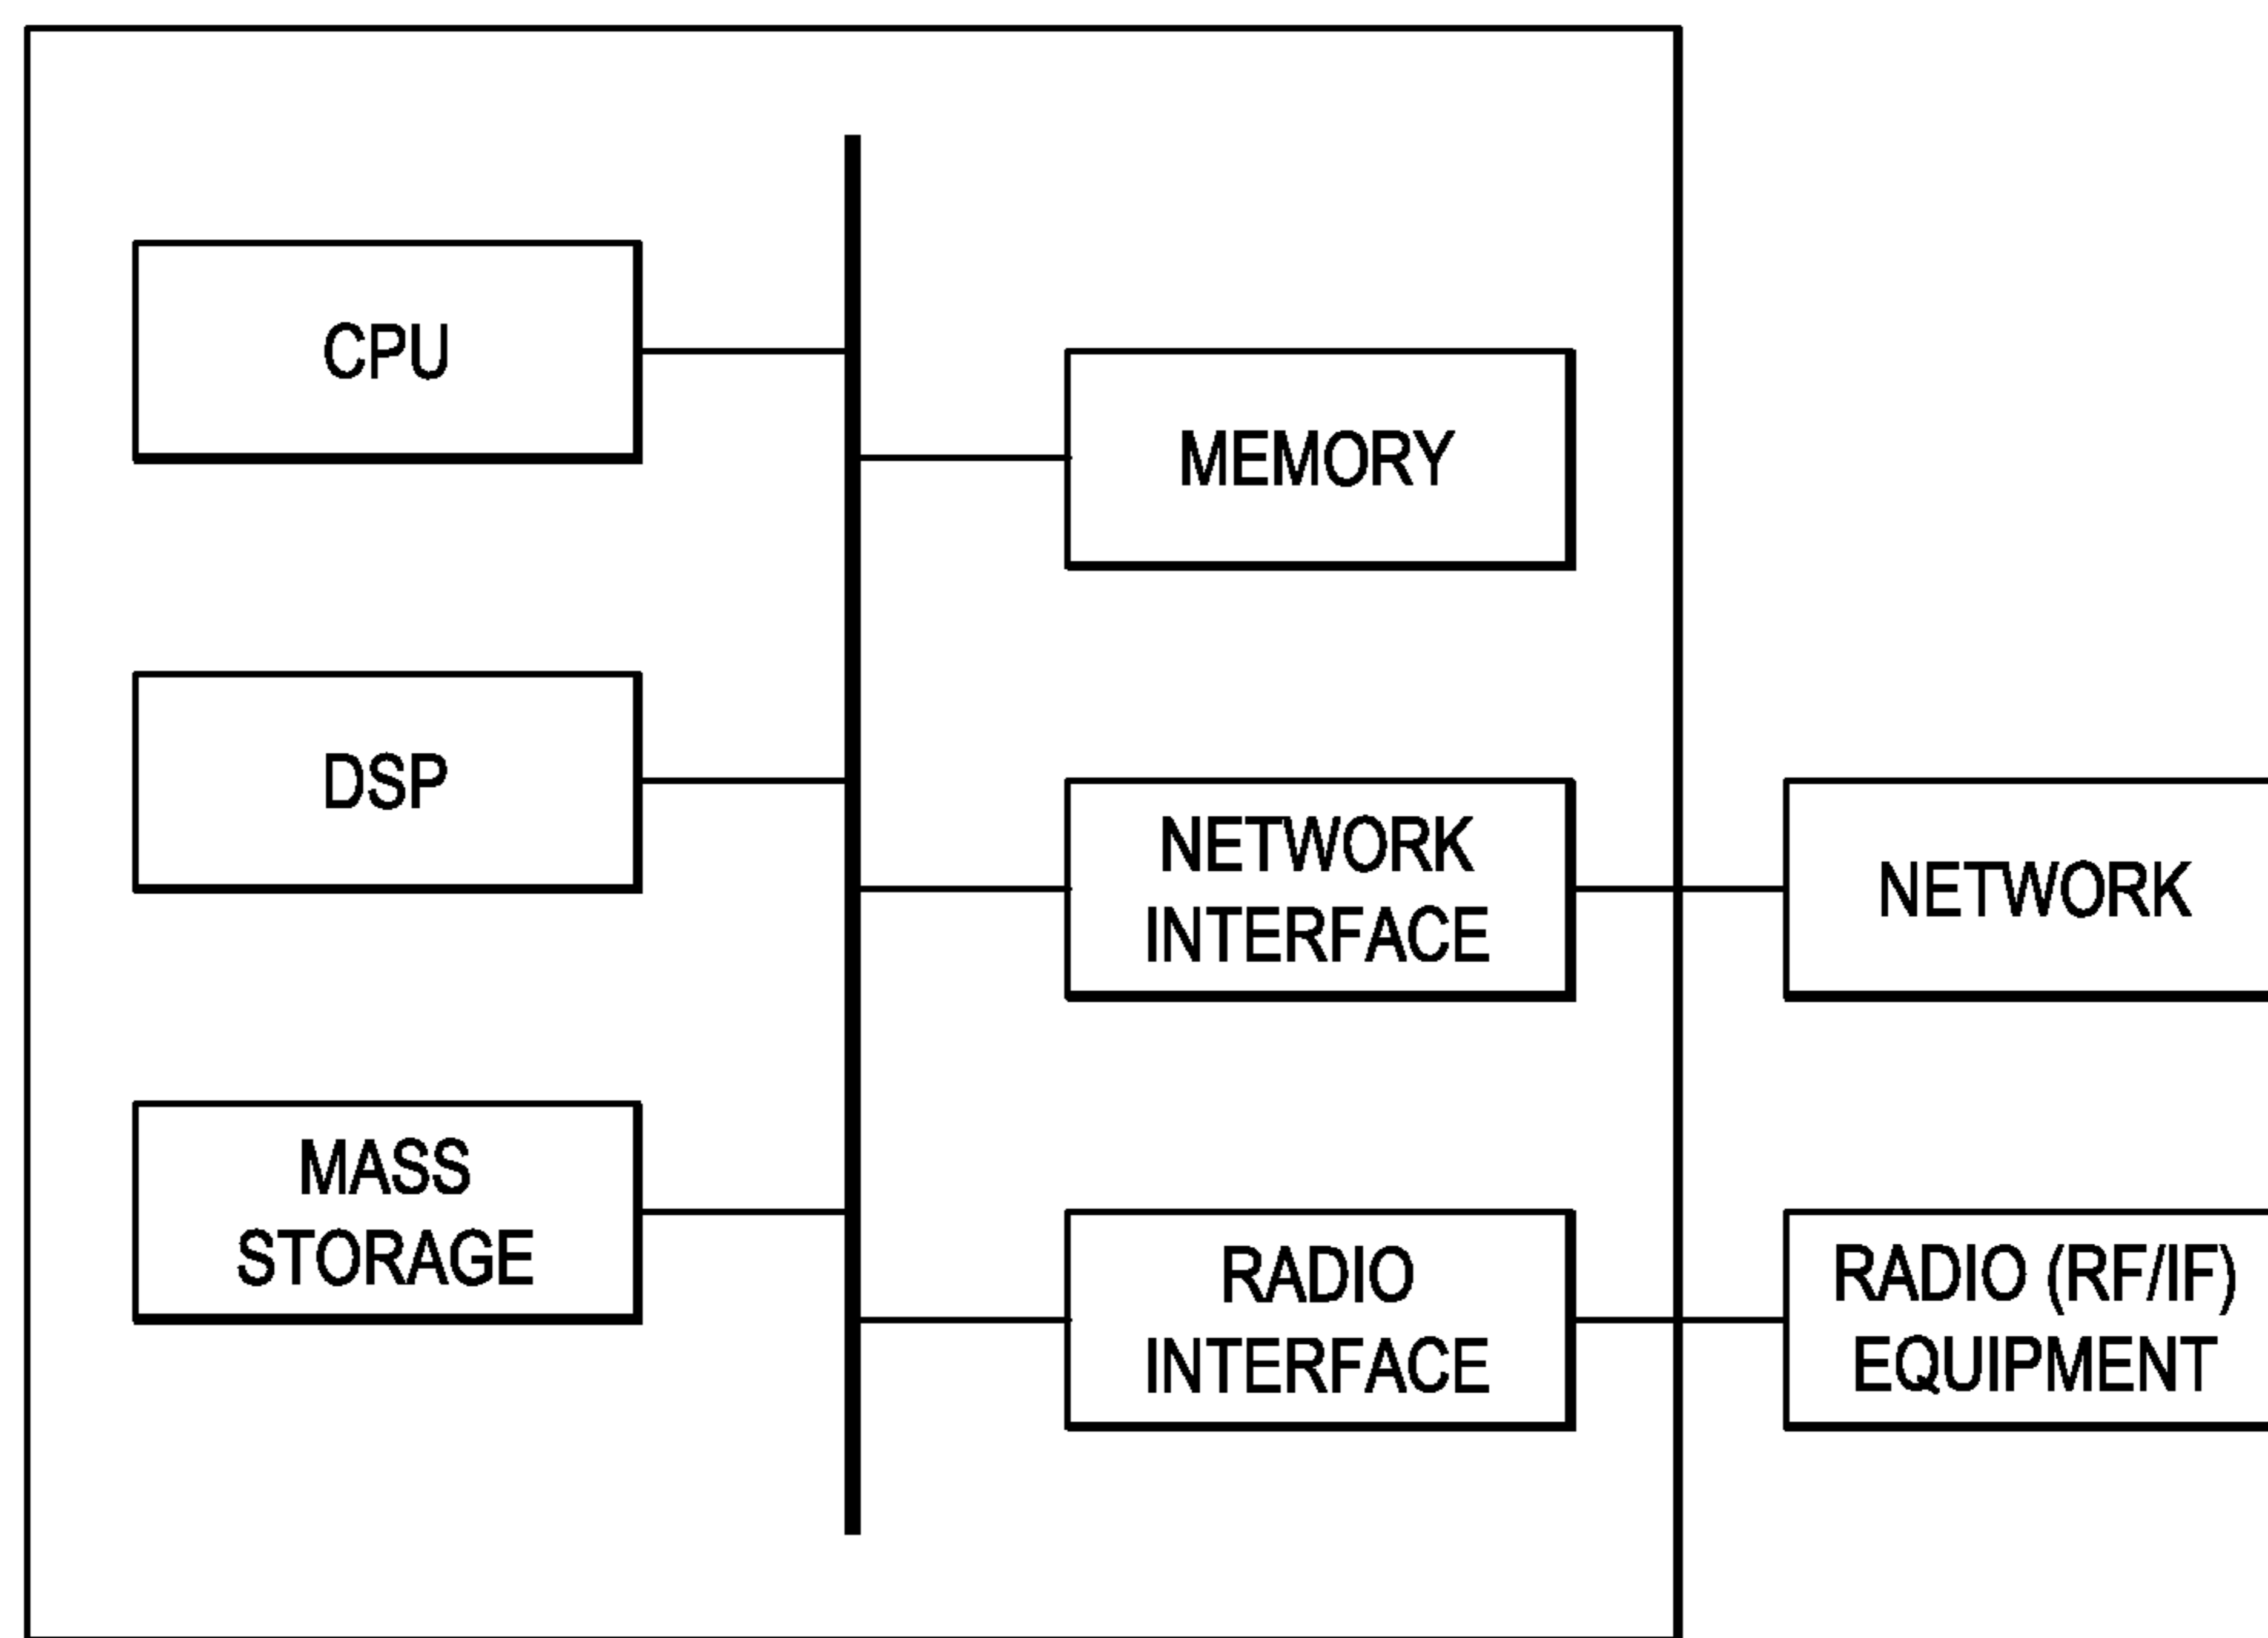 CPU
MEMORY
DSP
NETWORK
INTERFACE
NETWORK
MASS
STORAGE
RADIO
INTERFACE
RADIO (RF/IF)
EQUIPMENT